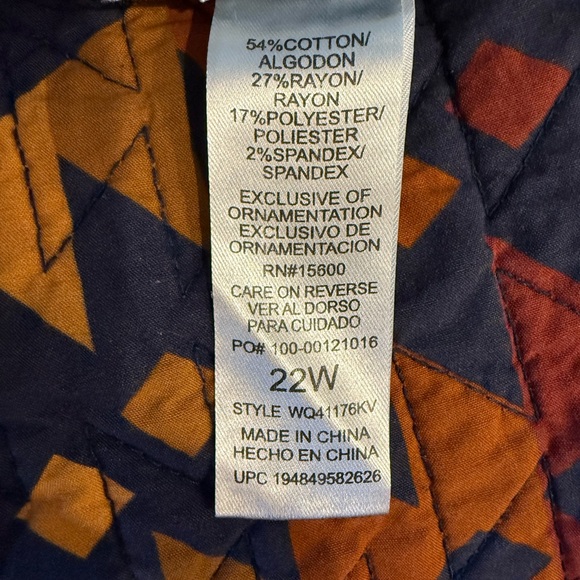 54%COTTON/
ALGODON
27%RAYON/
RAYON
17%POLYESTER/
POLIESTER
2%SPANDEX/
SPANDEX
EXCLUSIVE OF
ORNAMENTATION
EXCLUSIVO DE
ORNAMENTACION
RN#15600
CARE ON REVERSE
VER AL DORSO
PARA CUIDADO
PO# 100-00121016
22W
STYLE WQ41176KV
MADE IN CHINA
HECHO EN CHINA
UPC 194849582626